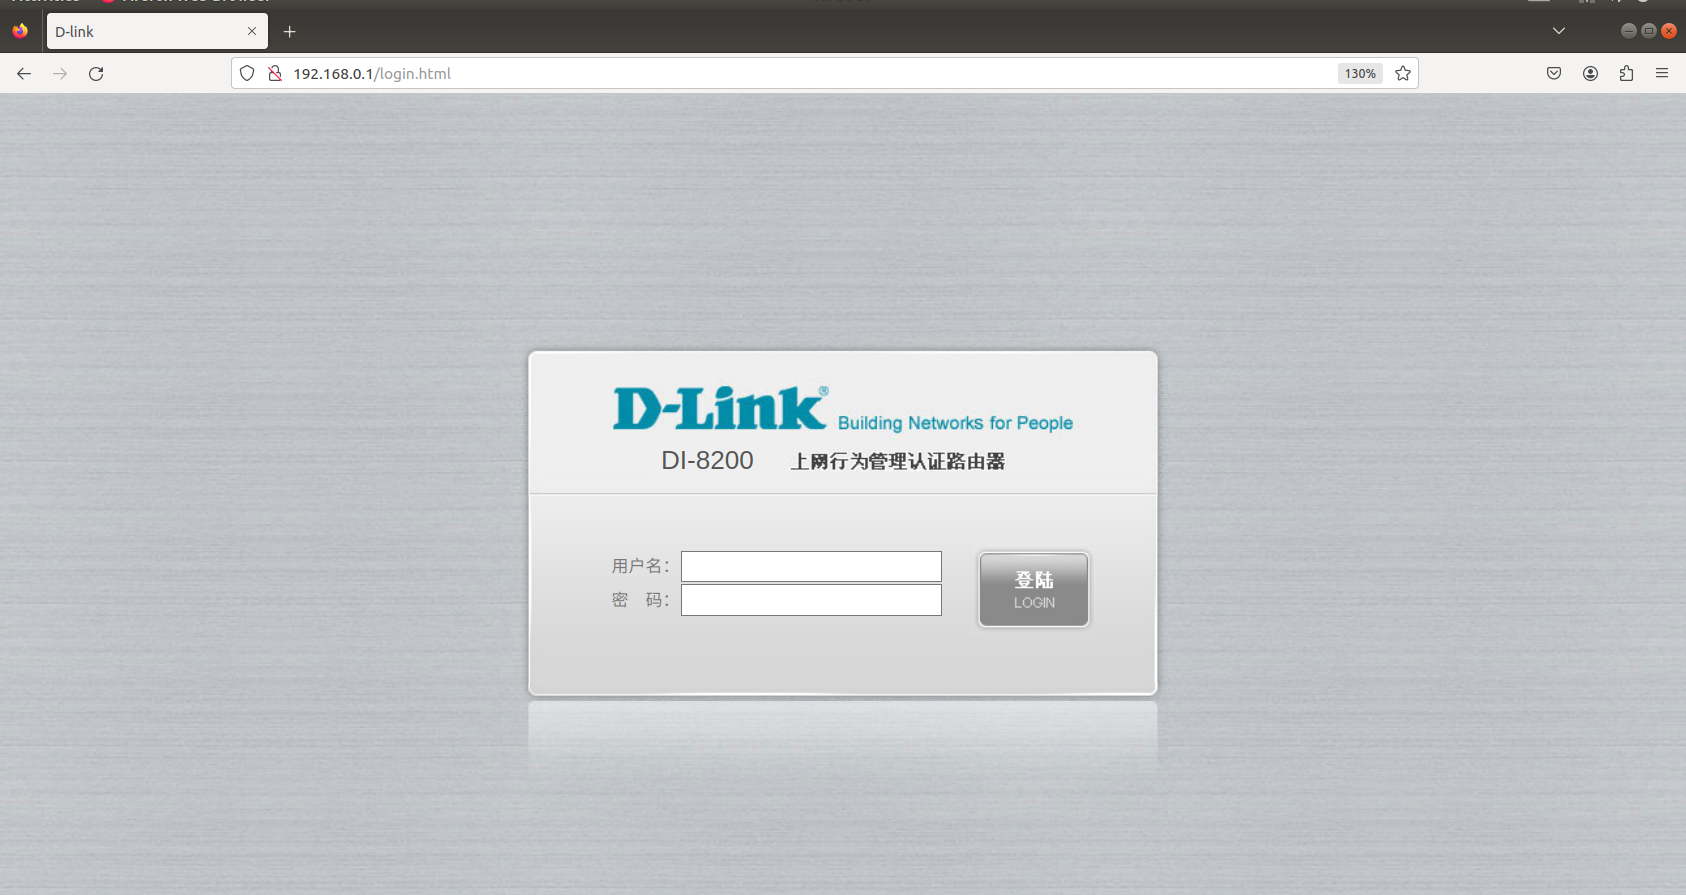 D-link
192.168.0.1/login.html
130%
D-Link® Building Networks for People
DI-8200 上网行为管理认证路由器
用户名：
登陆
密 码：
LOGIN